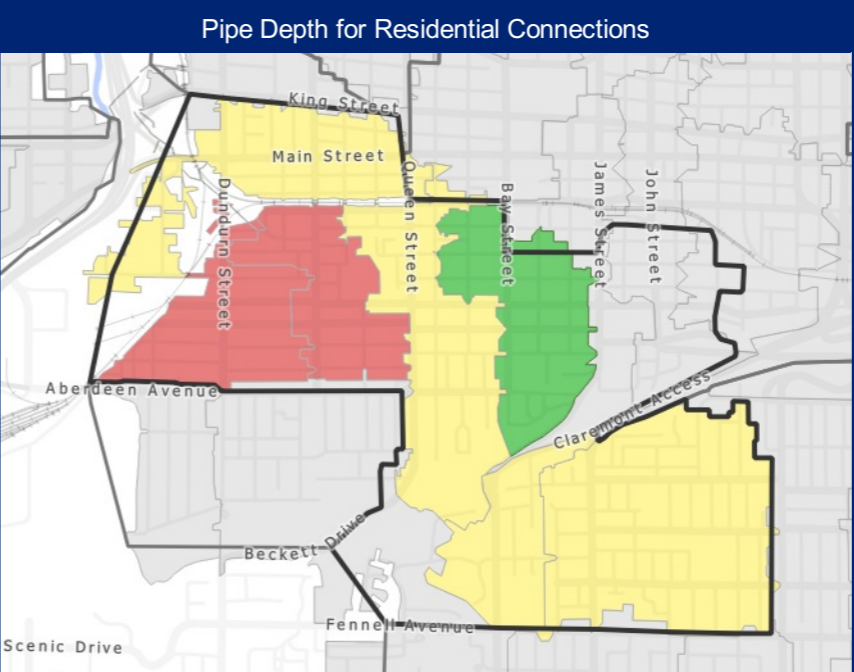 Pipe Depth for Residential Connections
King Street
Main Street
Queen Street
Dundurn Street
Bay Street
James Street
John Street
Aberdeen Avenue
Claremont Access
Beckett Drive
Fennell Avenue
Scenic Drive